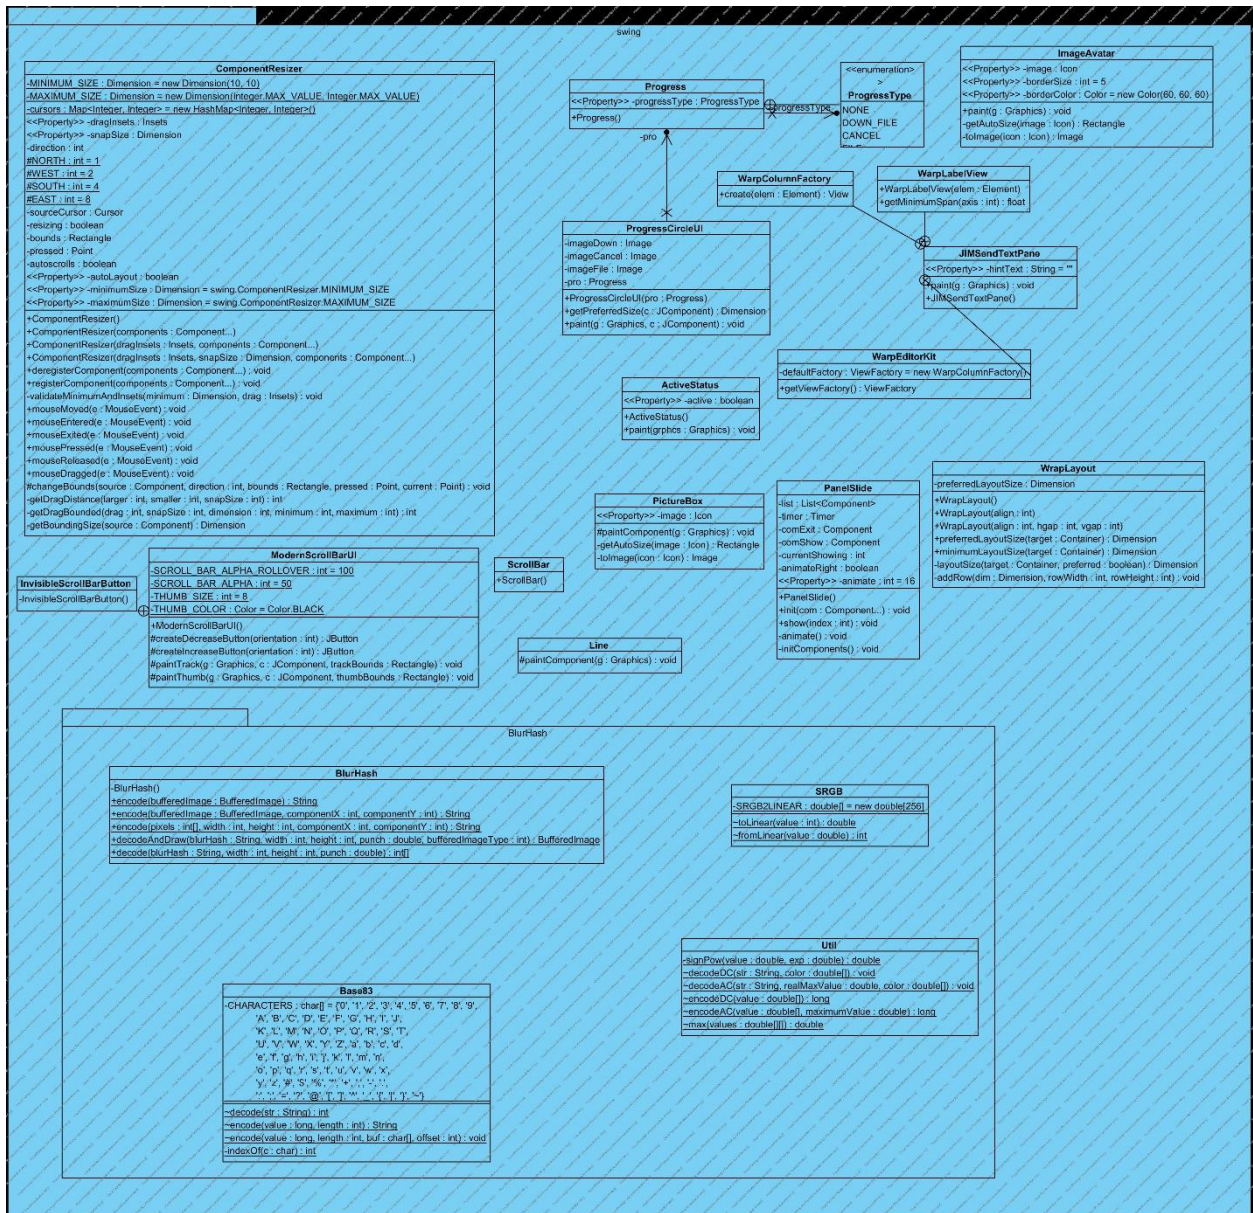 swing
ComponentResizer
-MINIMUM_SIZE : Dimension = new Dimension(10, 10)
-MAXIMUM_SIZE : Dimension = new Dimension(Integer.MAX_VALUE, Integer.MAX_VALUE)
-cursors : Map<Integer, Integer> = new HashMap<Integer, Integer>()
<<Property>> -dragInsets : Insets
<<Property>> -snapSize : Dimension
-direction : int
#NORTH : int = 1
#WEST : int = 2
#SOUTH : int = 4
#EAST : int = 8
-sourceCursor : Cursor
-resizing : boolean
-bounds : Rectangle
-pressed : Point
-autoscrolls : boolean
<<Property>> -autoLayout : boolean
<<Property>> -minimumSize : Dimension = swing.ComponentResizer.MINIMUM_SIZE
<<Property>> -maximumSize : Dimension = swing.ComponentResizer.MAXIMUM_SIZE
+ComponentResizer()
+ComponentResizer(components : Component...)
+ComponentResizer(dragInsets : Insets, components : Component...)
+ComponentResizer(dragInsets : Insets, snapSize : Dimension, components : Component...)
+deregisterComponent(components : Component...) : void
+registerComponent(components : Component...) : void
-validateMinimumAndInsets(minimum : Dimension, drag : Insets) : void
+mouseMoved(e : MouseEvent) : void
+mouseEntered(e : MouseEvent) : void
+mouseExited(e : MouseEvent) : void
+mousePressed(e : MouseEvent) : void
+mouseReleased(e : MouseEvent) : void
+mouseDragged(e : MouseEvent) : void
#changeBounds(source : Component, direction : int, bounds : Rectangle, pressed : Point, current : Point) : void
-getDragDistance(larger : int, smaller : int, snapSize : int) : int
-getDragBounded(drag : int, snapSize : int, dimension : int, minimum : int, maximum : int) : int
-getBoundingSize(source : Component) : Dimension
Progress
<<Property>> -progressType : ProgressType
+Progress()
-progressType
-pro
<<enumeration>
>
ProgressType
NONE
DOWN_FILE
CANCEL
ImageAvatar
<<Property>> -image : Icon
<<Property>> -borderSize : int = 5
<<Property>> -borderColor : Color = new Color(60, 60, 60)
+paint(g : Graphics) : void
-getAutoSize(image : Icon) : Rectangle
-toImage(icon : Icon) : Image
WarpColumnFactory
+create(elem : Element) : View
WarpLabelView
+WarpLabelView(elem : Element)
+getMinimumSpan(axis : int) : float
ProgressCircleUI
-imageDown : Image
-imageCancel : Image
-imageFile : Image
-pro : Progress
+ProgressCircleUI(pro : Progress)
+getPreferredSize(c : JComponent) : Dimension
+paint(g : Graphics, c : JComponent) : void
JIMSendTextPane
<<Property>> -hintText : String = ""
+paint(g : Graphics) : void
+JIMSendTextPane()
WarpEditorKit
-defaultFactory : ViewFactory = new WarpColumnFactory()
+getViewFactory() : ViewFactory
ActiveStatus
<<Property>> -active : boolean
+ActiveStatus()
+paint(grphcs : Graphics) : void
WrapLayout
-preferredLayoutSize : Dimension
+WrapLayout()
+WrapLayout(align : int)
+WrapLayout(align : int, hgap : int, vgap : int)
+preferredLayoutSize(target : Container) : Dimension
+minimumLayoutSize(target : Container) : Dimension
-layoutSize(target : Container, preferred : boolean) : Dimension
-addRow(dim : Dimension, rowWidth : int, rowHeight : int) : void
PanelSlide
-list : List<Component>
-timer : Timer
-comExit : Component
-comShow : Component
-currentShowing : int
-animateRight : boolean
<<Property>> -animate : int = 16
+PanelSlide()
+init(com : Component...) : void
+show(index : int) : void
-animate() : void
-initComponents() : void
PictureBox
<<Property>> -image : Icon
#paintComponent(g : Graphics) : void
-getAutoSize(image : Icon) : Rectangle
-toImage(icon : Icon) : Image
ModernScrollBarUI
-SCROLL_BAR_ALPHA_ROLLOVER : int = 100
-SCROLL_BAR_ALPHA : int = 50
-THUMB_SIZE : int = 8
-THUMB_COLOR : Color = Color.BLACK
+ModernScrollBarUI()
#createDecreaseButton(orientation : int) : JButton
#createIncreaseButton(orientation : int) : JButton
#paintTrack(g : Graphics, c : JComponent, trackBounds : Rectangle) : void
#paintThumb(g : Graphics, c : JComponent, thumbBounds : Rectangle) : void
ScrollBar
+ScrollBar()
InvisibleScrollBarButton
-InvisibleScrollBarButton()
Line
#paintComponent(g : Graphics) : void
BlurHash
BlurHash
-BlurHash()
+encode(bufferedImage : BufferedImage) : String
+encode(bufferedImage : BufferedImage, componentX : int, componentY : int) : String
+encode(pixels : int[], width : int, height : int, componentX : int, componentY : int) : String
+decodeAndDraw(blurHash : String, width : int, height : int, punch : double, bufferedImageType : int) : BufferedImage
+decode(blurHash : String, width : int, height : int, punch : double) : int[]
SRGB
-SRGB2LINEAR : double[] = new double[256]
~toLinear(value : int) : double
~fromLinear(value : double) : int
Util
-signPow(value : double, exp : double) : double
~decodeDC(str : String, color : double[]) : void
~decodeAC(str : String, realMaxValue : double, color : double[]) : void
~encodeDC(value : double[]) : long
~encodeAC(value : double[], maximumValue : double) : long
~max(values : double[][]) : double
Base83
-CHARACTERS : char[] = {'0', '1', '2', '3', '4', '5', '6', '7', '8', '9',
'A', 'B', 'C', 'D', 'E', 'F', 'G', 'H', 'I', 'J',
'K', 'L', 'M', 'N', 'O', 'P', 'Q', 'R', 'S', 'T',
'U', 'V', 'W', 'X', 'Y', 'Z', 'a', 'b', 'c', 'd',
'e', 'f', 'g', 'h', 'i', 'j', 'k', 'l', 'm', 'n',
'o', 'p', 'q', 'r', 's', 't', 'u', 'v', 'w', 'x',
'y', 'z', '#', '$', '%', '*', '+', ',', '-', '.',
':', ';', '=', '?', '@', '[', ']', '^', '_', '{', '|', '}', '~'}
~decode(str : String) : int
~encode(value : long, length : int) : String
~encode(value : long, length : int, buf : char[], offset : int) : void
-indexOf(c : char) : int